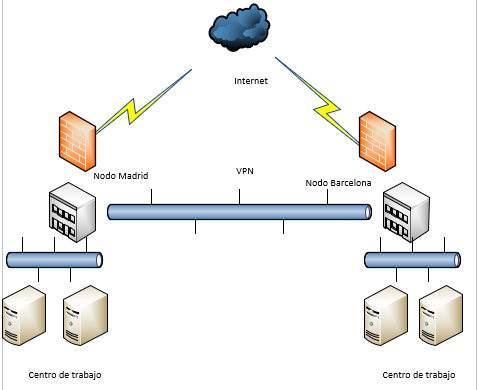 Internet
Nodo Madrid
VPN
Nodo Barcelona
Centro de trabajo
Centro de trabajo